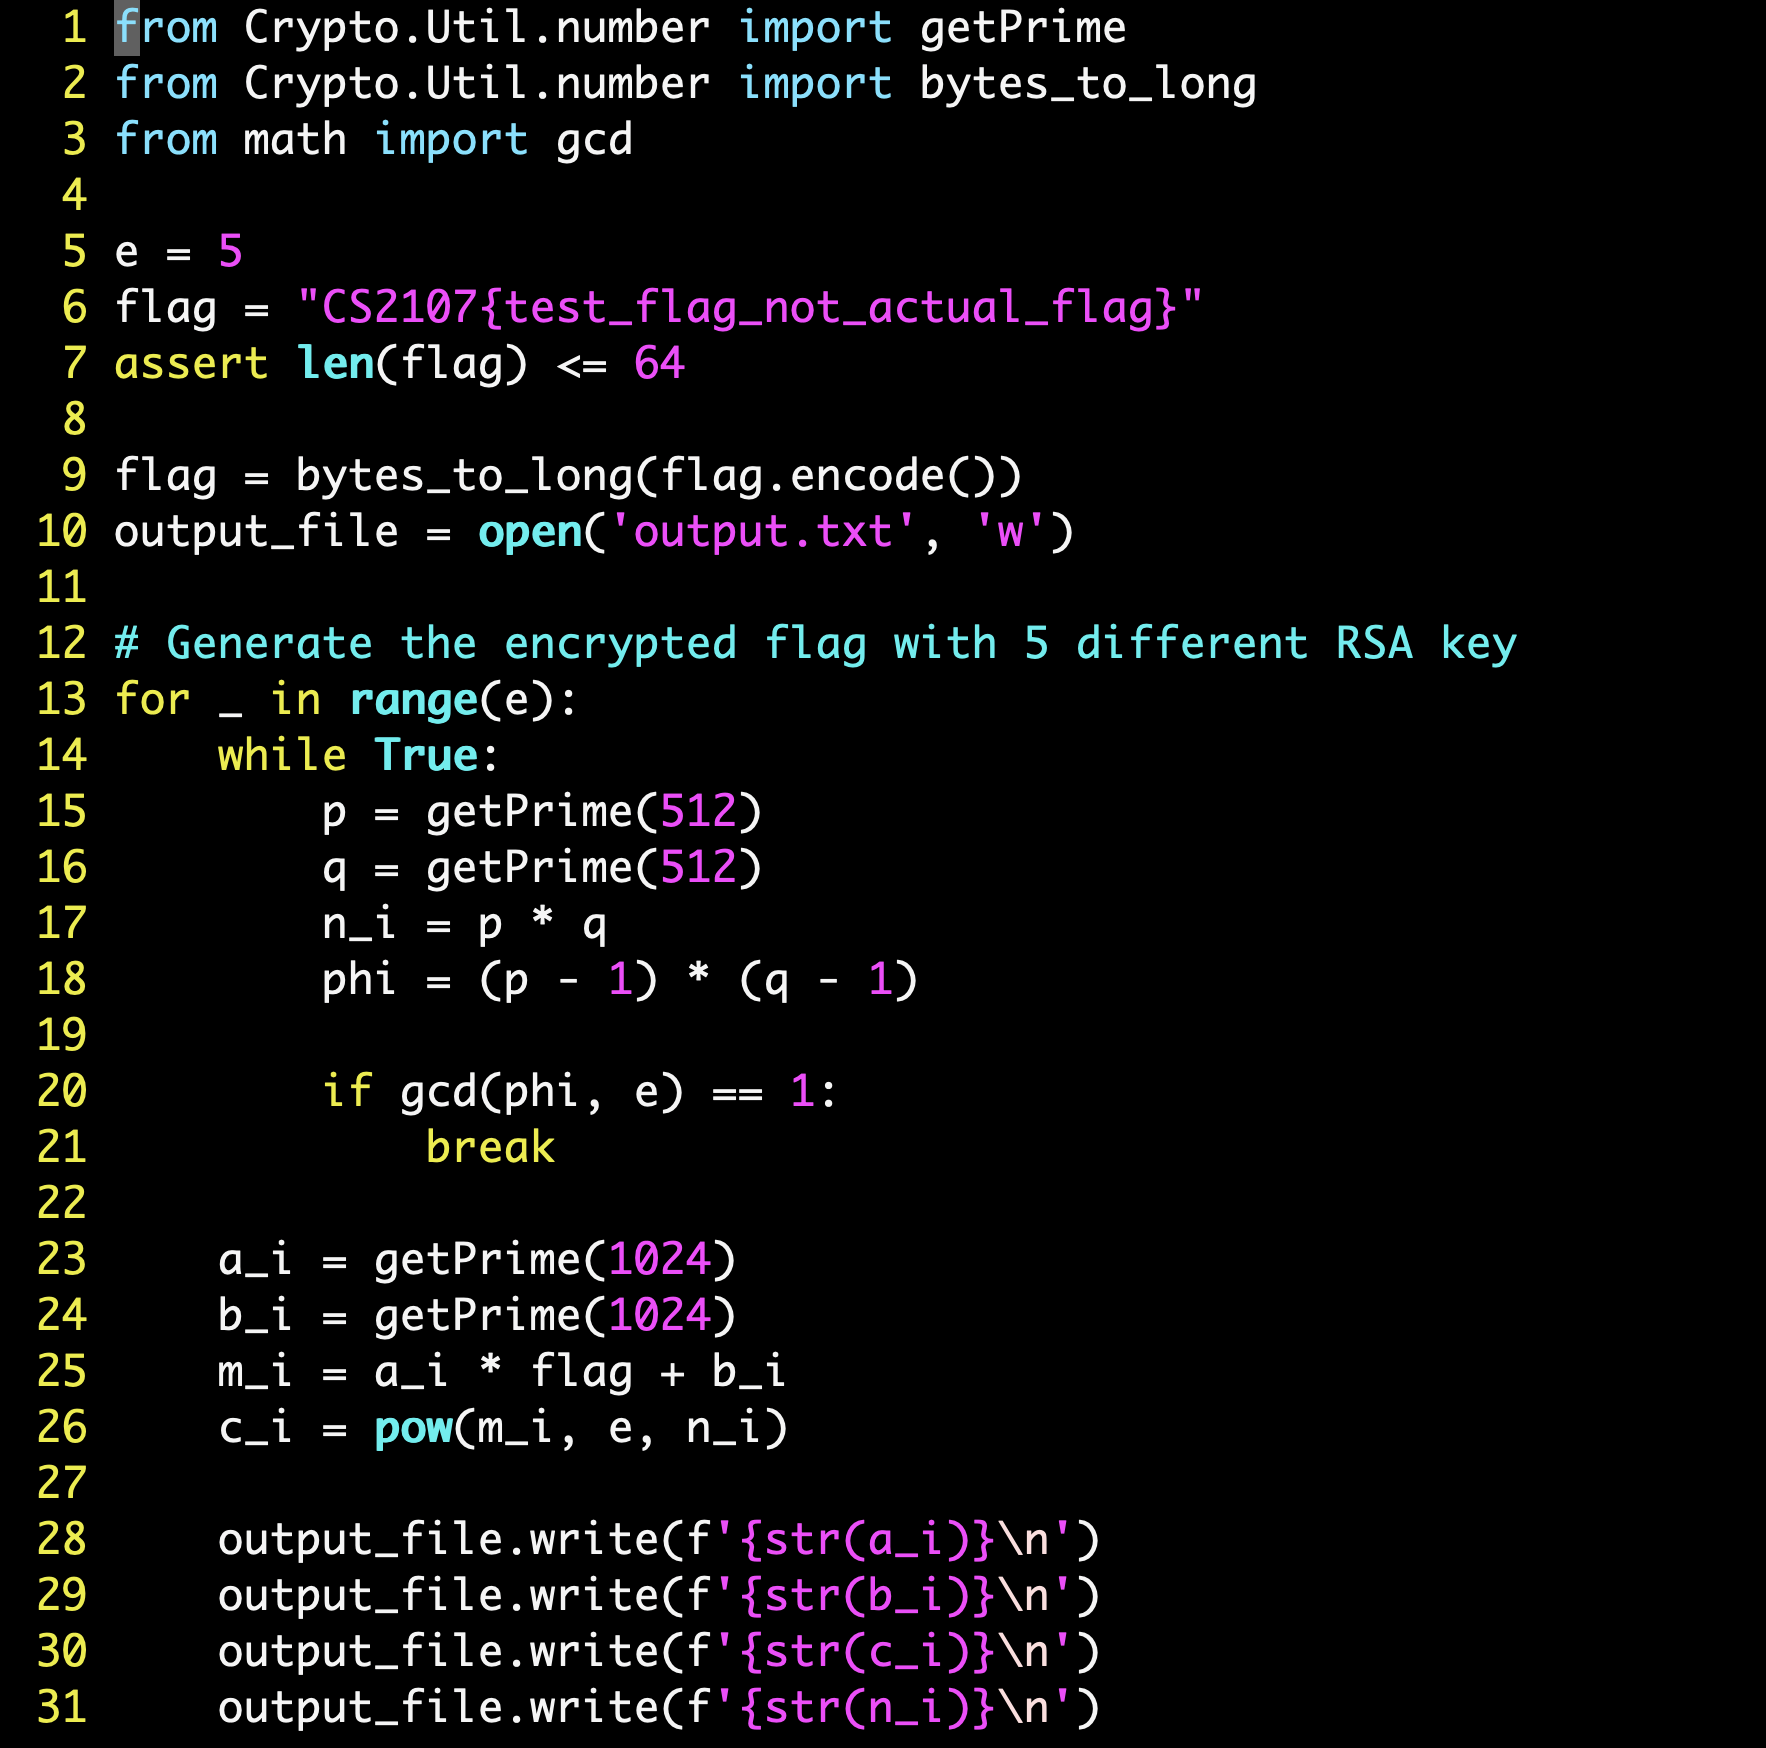 1 from Crypto.Util.number import getPrime
2 from Crypto.Util.number import bytes_to_long
3 from math import gcd
4
5 e = 5
6 flag = "CS2107{test_flag_not_actual_flag}"
7 assert len(flag) <= 64
8
9 flag = bytes_to_long(flag.encode())
10 output_file = open('output.txt', 'w')
11
12 # Generate the encrypted flag with 5 different RSA key
13 for _ in range(e):
14     while True:
15         p = getPrime(512)
16         q = getPrime(512)
17         n_i = p * q
18         phi = (p - 1) * (q - 1)
19
20         if gcd(phi, e) == 1:
21             break
22
23     a_i = getPrime(1024)
24     b_i = getPrime(1024)
25     m_i = a_i * flag + b_i
26     c_i = pow(m_i, e, n_i)
27
28     output_file.write(f'{str(a_i)}\n')
29     output_file.write(f'{str(b_i)}\n')
30     output_file.write(f'{str(c_i)}\n')
31     output_file.write(f'{str(n_i)}\n')